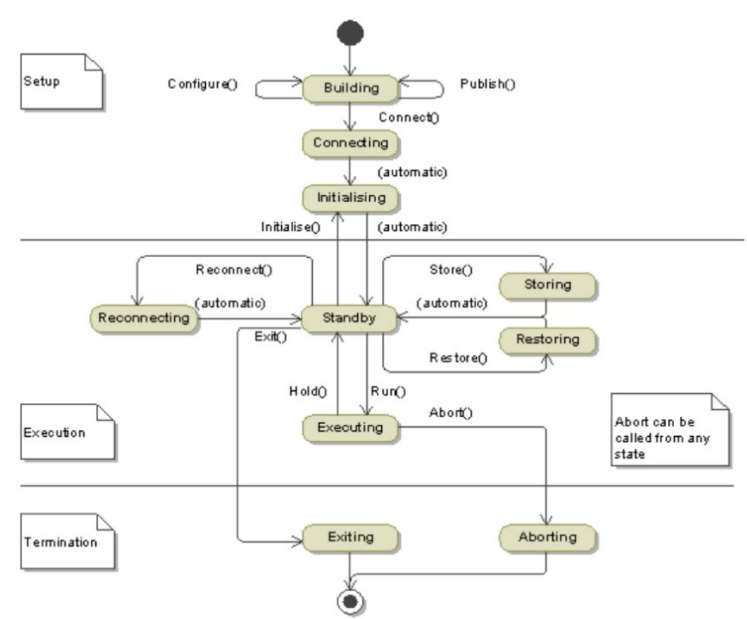 Setup
Configure()
Building
Publish()
Connect()
Connecting
(automatic)
Initialising
Initialise()
(automatic)
Reconnect()
Store()
Storing
(automatic)
(automatic)
Reconnecting
Standby
Exit()
Restoring
Restore()
Hold()
Run()
Execution
Executing
Abort()
Abort can be
called from any
state
Termination
Exiting
Aborting